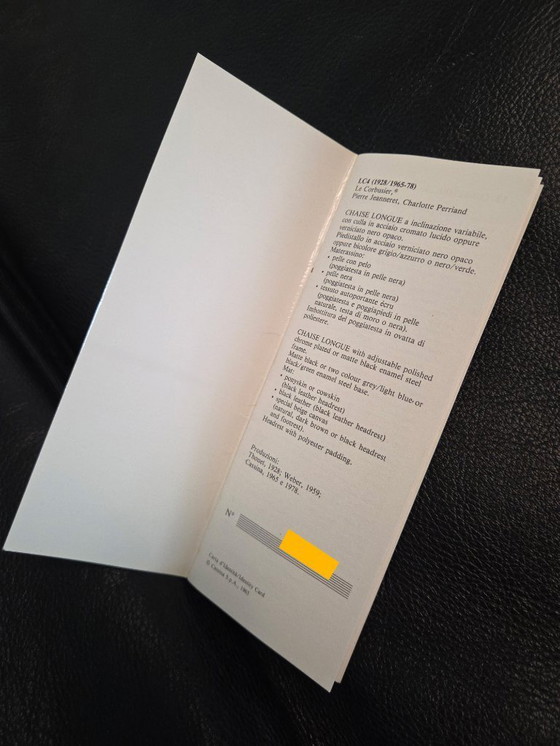 LC4 (1928/1965-78)
Le Corbusier,®
Pierre Jeanneret, Charlotte Perriand
CHAISE LONGUE a inclinazione variabile,
con culla in acciaio cromato lucido oppure
verniciato nero opaco.
Piedistallo in acciaio verniciato nero opaco
oppure bicolore grigio/azzurro o nero/verde.
Materassino:
• pelle con pelo
(poggiatesta in pelle nera)
• pelle nera
(poggiatesta in pelle nera)
• tessuto autoportante écru
(poggiatesta e poggiapiedi in pelle
naturale, testa di moro o nera).
Imbottitura del poggiatesta in ovatta di
poliestere.
CHAISE LONGUE with adjustable polished
chrome plated or matte black enamel steel
frame.
Matte black or two colour grey/light blue-or
black/green enamel steel base.
Mat:
• ponyskin or cowskin
(black leather headrest)
• black leather (black leather headrest)
• special beige canvas
(natural, dark brown or black headrest
and footrest).
Headrest with polyester padding.
Produzioni:
Thonet, 1928; Weber, 1959;
Cassina, 1965 e 1978.
N°
Carta d'Identità/Identity Card
© Cassina S.p.A.,